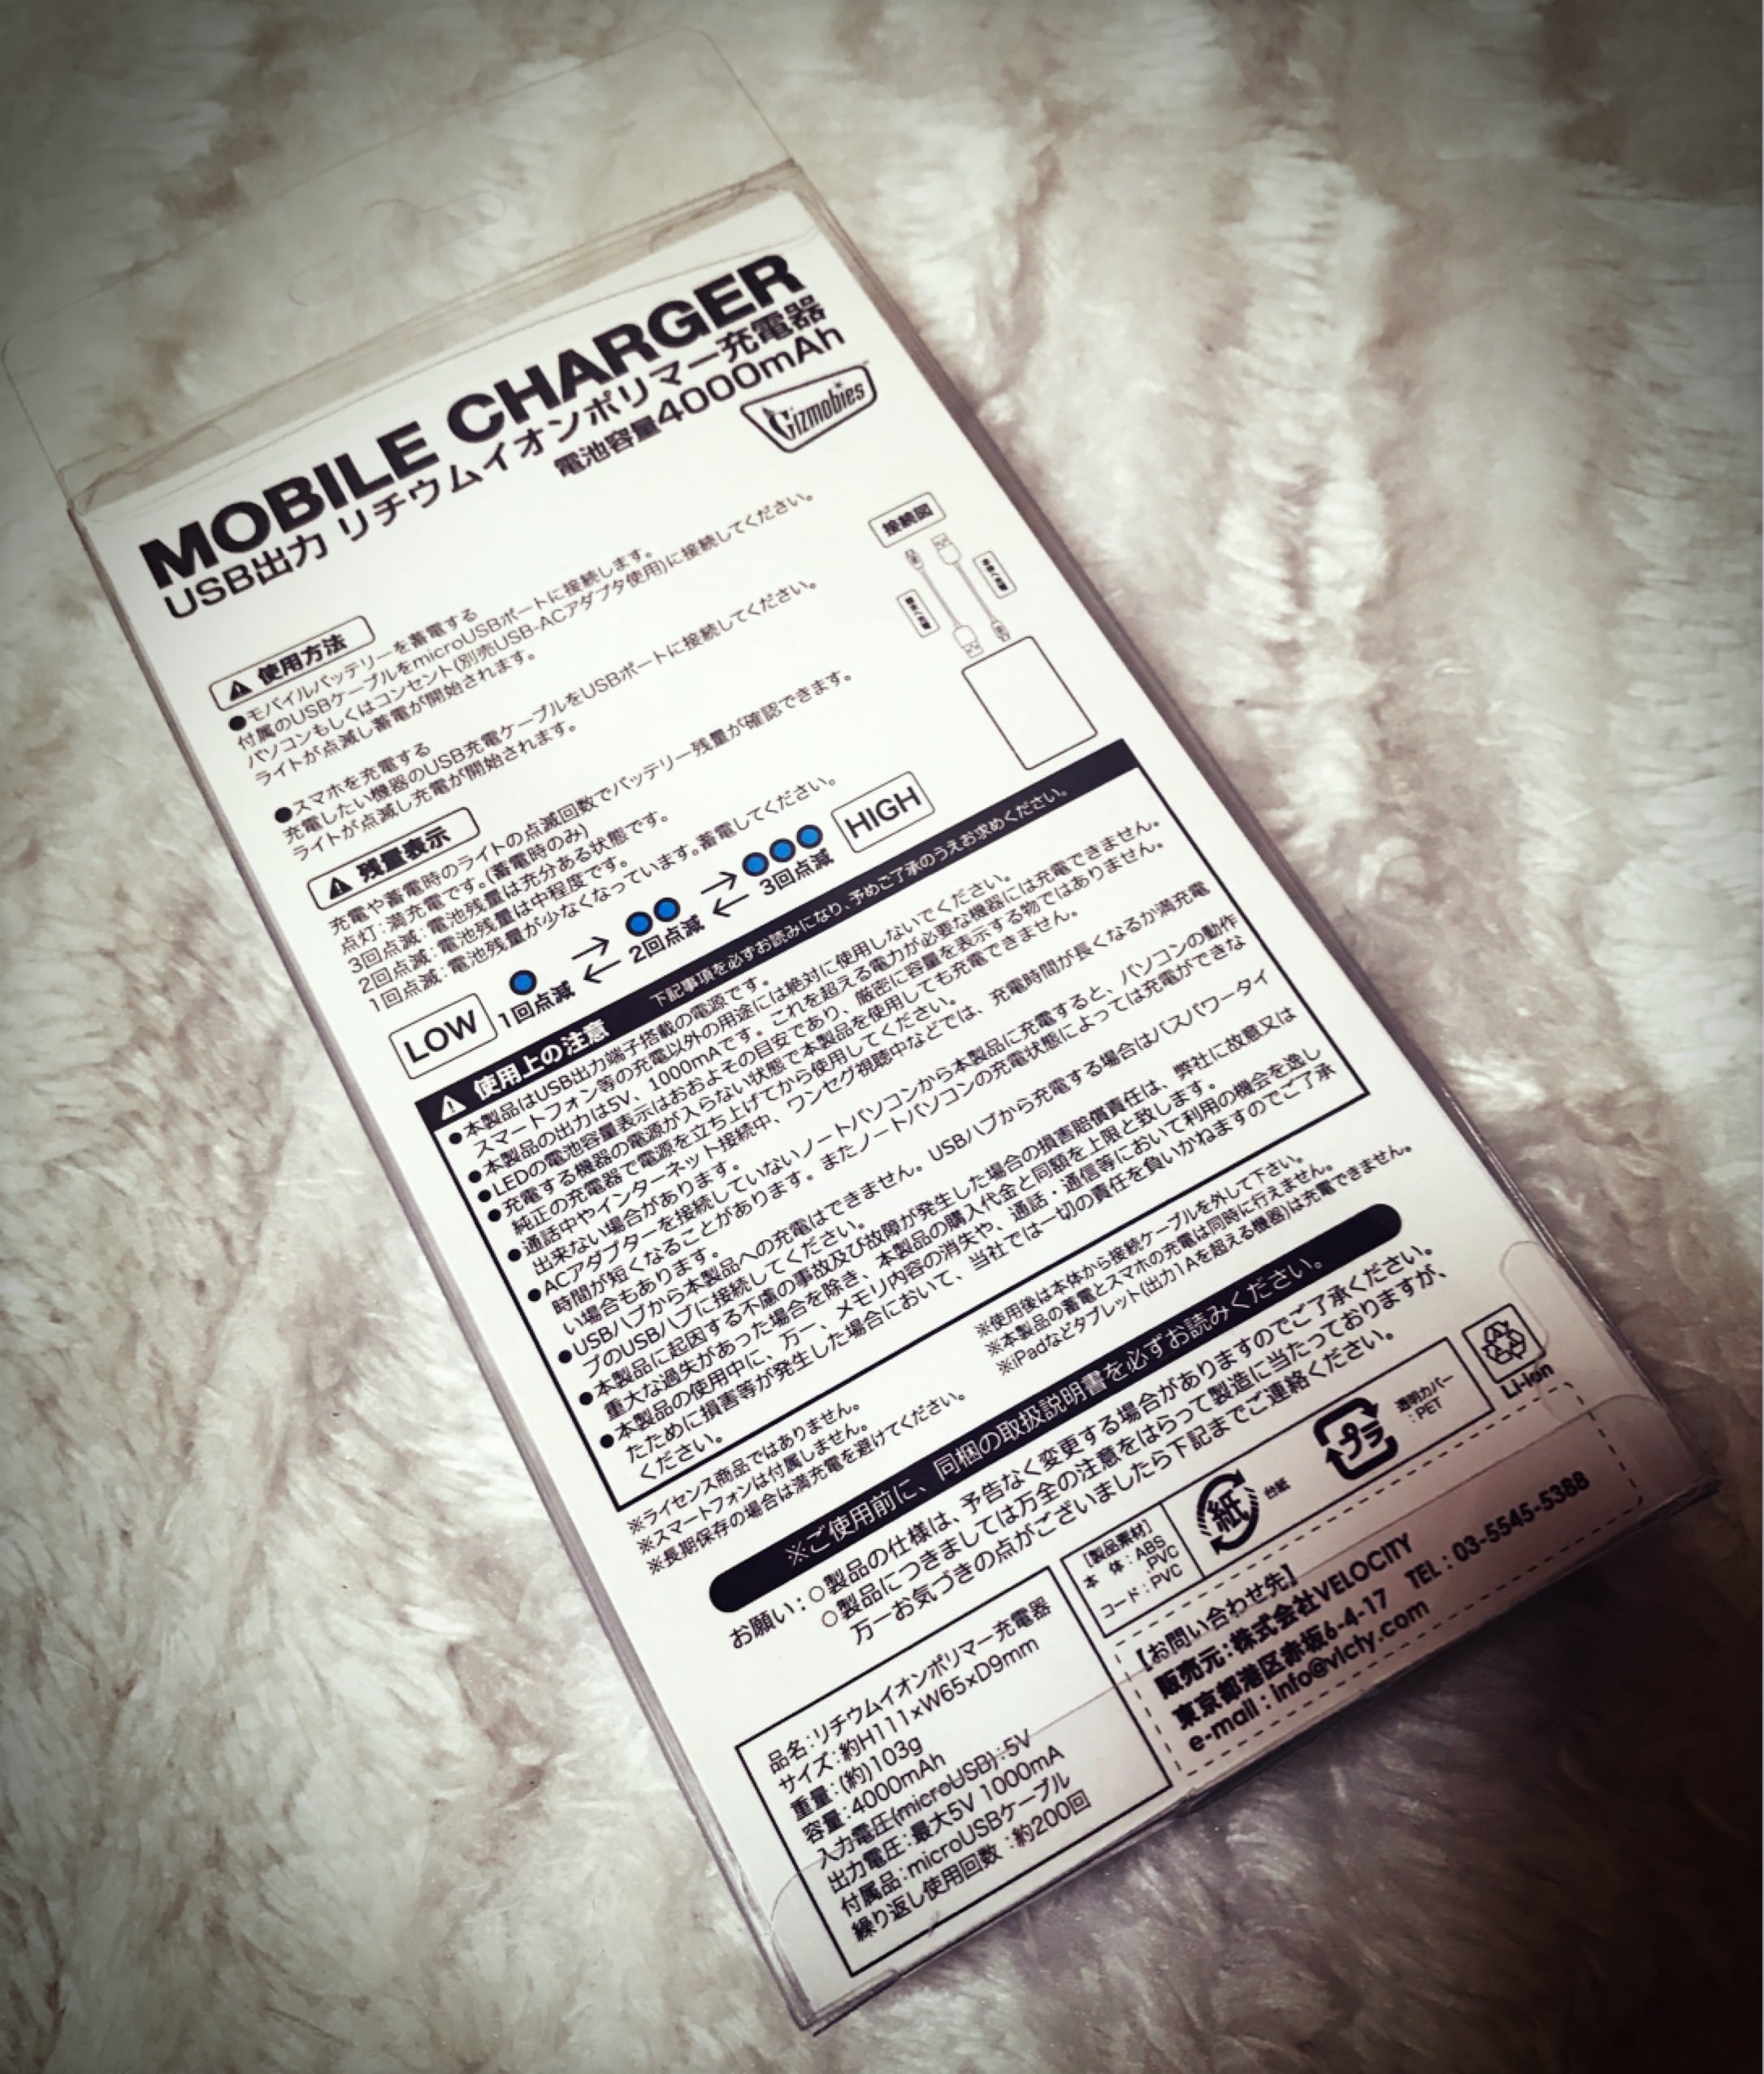 MOBILE CHARGER
USB出力 リチウムイオンポリマー充電器
電池容量4000mAh
Gizmobies
使用方法
●モバイルバッテリーを蓄電する
付属のUSBケーブルをmicroUSBポートに接続します。
パソコンもしくはコンセント(別売USB-ACアダプタ使用)に接続してください。
ライトが点滅し蓄電が開始されます。
●スマホを充電する
充電したい機器のUSB充電ケーブルをUSBポートに接続してください。
ライトが点滅し充電が開始されます。
接続図
残量表示
充電や蓄電時のライトの点滅回数でバッテリー残量が確認できます。
点灯:満充電です。(蓄電時のみ)
3回点滅:電池残量は充分ある状態です。
2回点滅:電池残量は中程度です。
1回点滅:電池残量が少なくなっています。蓄電してください。
LOW
1回点滅
→
←
2回点滅
→
←
3回点滅
HIGH
使用上の注意 下記事項を必ずお読みになり、予めご了承のうえお求めください。
●本製品はUSB出力端子搭載の電源です。
スマートフォン等の充電以外の用途には絶対に使用しないでください。
●本製品の出力は5V、1000mAです。これを超える電力が必要な機器には充電できません。
●LEDの電池容量表示はおおよその目安であり、厳密に容量を表示する物ではありません。
●充電する機器の電源が入らない状態で本製品を使用しても充電できません。
純正の充電器で電源を立ち上げてから使用してください。
●通話中やインターネット接続中、ワンセグ視聴中などでは、充電時間が長くなるか満充電
出来ない場合があります。
●ACアダプターを接続していないノートパソコンから本製品に充電すると、パソコンの動作
時間が短くなることがあります。またノートパソコンの充電状態によっては充電ができな
い場合もあります。
●USBハブから本製品への充電はできません。USBハブから充電する場合はバスパワータイ
プのUSBハブに接続してください。
●本製品に起因する不慮の事故及び故障が発生した場合の損害賠償責任は、弊社に故意又は
重大な過失があった場合を除き、本製品の購入代金と同額を上限と致します。
●本製品の使用中に、万一、メモリ内容の消失や、通話・通信等において利用の機会を逸し
たために損害等が発生した場合において、当社では一切の責任を負いかねますのでご了承
ください。
※ライセンス商品ではありません。
※スマートフォンは付属しません。
※長期保存の場合は満充電を避けてください。
※使用後は本体から接続ケーブルを外して下さい。
※本製品の蓄電とスマホの充電は同時に行えません。
※iPadなどタブレット(出力1Aを超える機器)は充電できません。
※ご使用前に、同梱の取扱説明書を必ずお読みください。
お願い:○製品の仕様は、予告なく変更する場合がありますのでご了承ください。
○製品につきましては万全の注意をはらって製造に当たっておりますが、
万一お気づきの点がございましたら下記までご連絡ください。
品名:リチウムイオンポリマー充電器
サイズ:約H111×W65×D9mm
重量:(約)103g
容量:4000mAh
入力電圧(microUSB):5V
出力電圧:最大5V 1000mA
付属品:microUSBケーブル
繰り返し使用回数:約200回
[製品素材]
本 体:ABS
PVC
コード:PVC
紙
台紙
プラ
透明カバー
:PET
Li-ion
【お問い合わせ先】
販売元:株式会社VELOCITY
東京都港区赤坂6-4-17 TEL:03-5545-5388
e-mail:info@vlcty.com